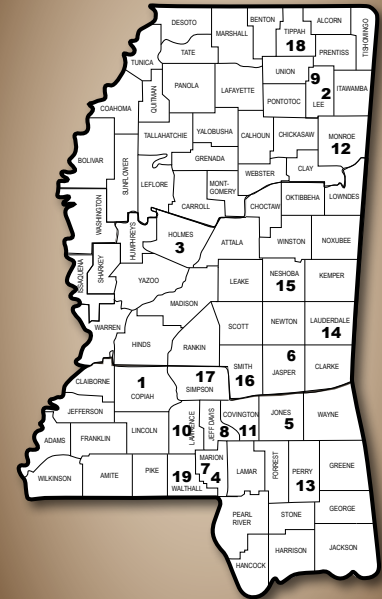 DESOTO
MARSHALL
BENTON
TIPPAH
18
ALCORN
TISHOMINGO
PRENTISS
TATE
TUNICA
UNION
9
2
LEE
ITAWAMBA
PANOLA
LAFAYETTE
PONTOTOC
QUITMAN
COAHOMA
TALLAHATCHIE
YALOBUSHA
CALHOUN
CHICKASAW
MONROE
12
BOLIVAR
SUNFLOWER
GRENADA
CLAY
WEBSTER
LEFLORE
MONT-
GOMERY
OKTIBBEHA
LOWNDES
CHOCTAW
CARROLL
WASHINGTON
HUMPHREYS
HOLMES
3
ATTALA
WINSTON
NOXUBEE
ISSAQUENA
SHARKEY
YAZOO
LEAKE
NESHOBA
15
KEMPER
MADISON
WARREN
SCOTT
NEWTON
LAUDERDALE
14
HINDS
RANKIN
6
JASPER
CLARKE
SMITH
16
CLAIBORNE
1
COPIAH
17
SIMPSON
JEFFERSON
LAWRENCE
10
JEFF DAVIS
8
COVINGTON
11
JONES
5
WAYNE
ADAMS
FRANKLIN
LINCOLN
WILKINSON
AMITE
PIKE
19
WALTHALL
MARION
7
4
LAMAR
FORREST
PERRY
13
GREENE
PEARL
RIVER
STONE
GEORGE
HANCOCK
HARRISON
JACKSON